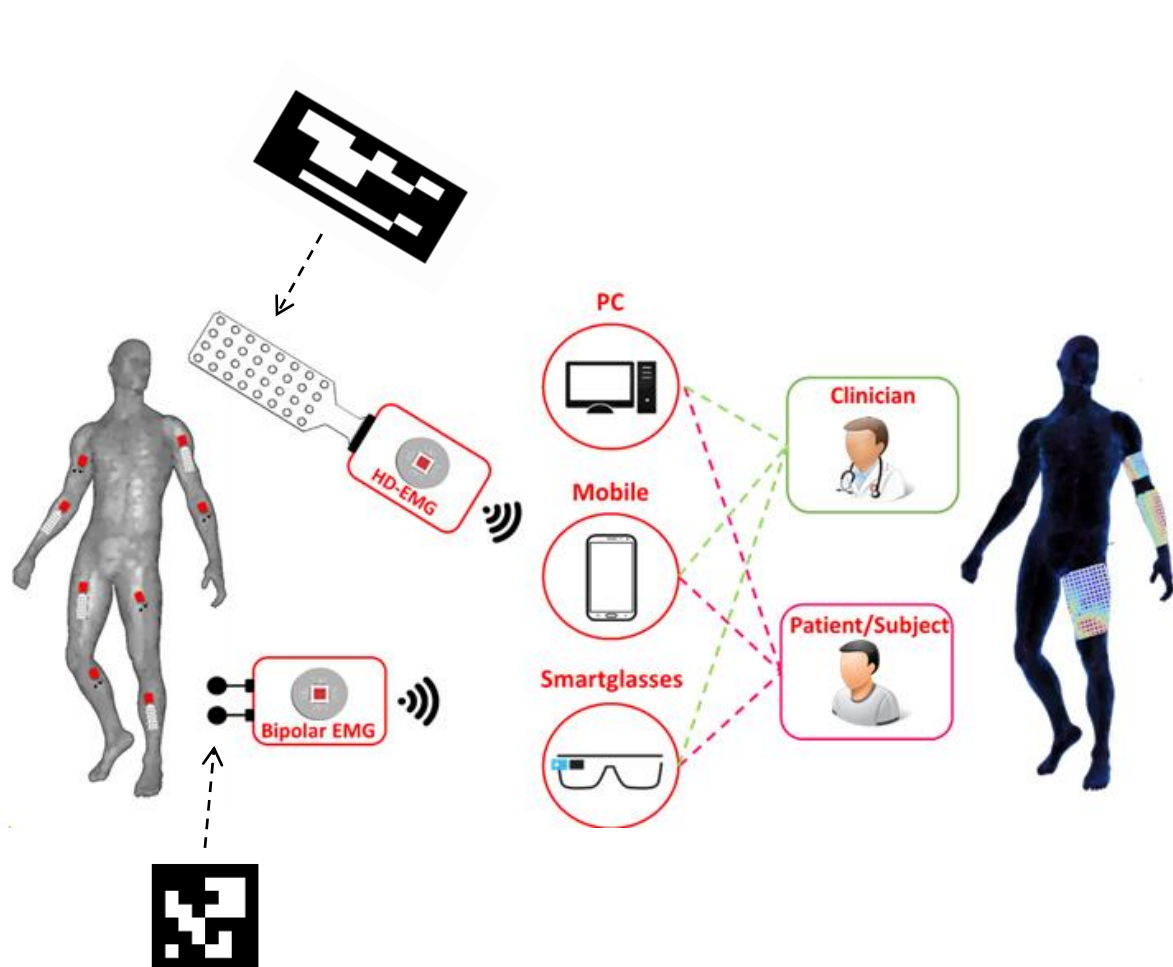 PC
Clinician
HD-EMG
Mobile
Patient/Subject
Smartglasses
Bipolar EMG